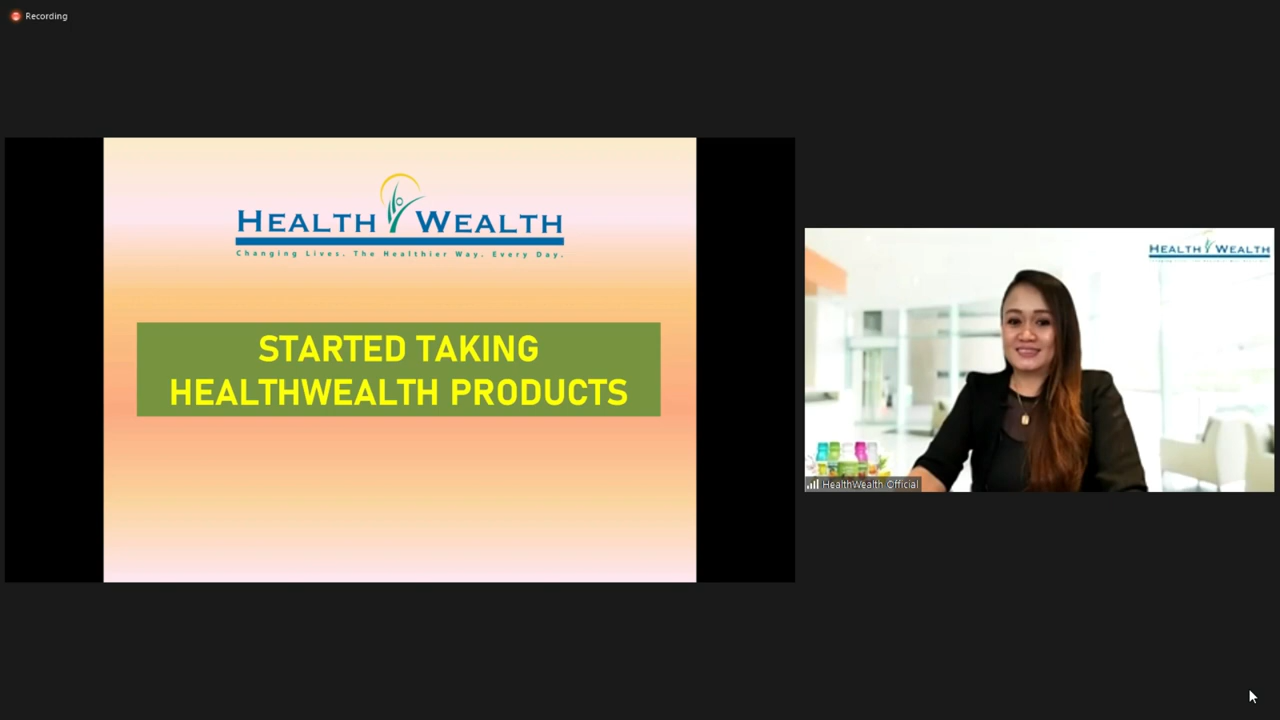 Recording
HEALTH WEALTH
Changing Lives. The Healthier Way. Every Day.
STARTED TAKING
HEALTHWEALTH PRODUCTS
HEALTH WEALTH
HealthWealth Official